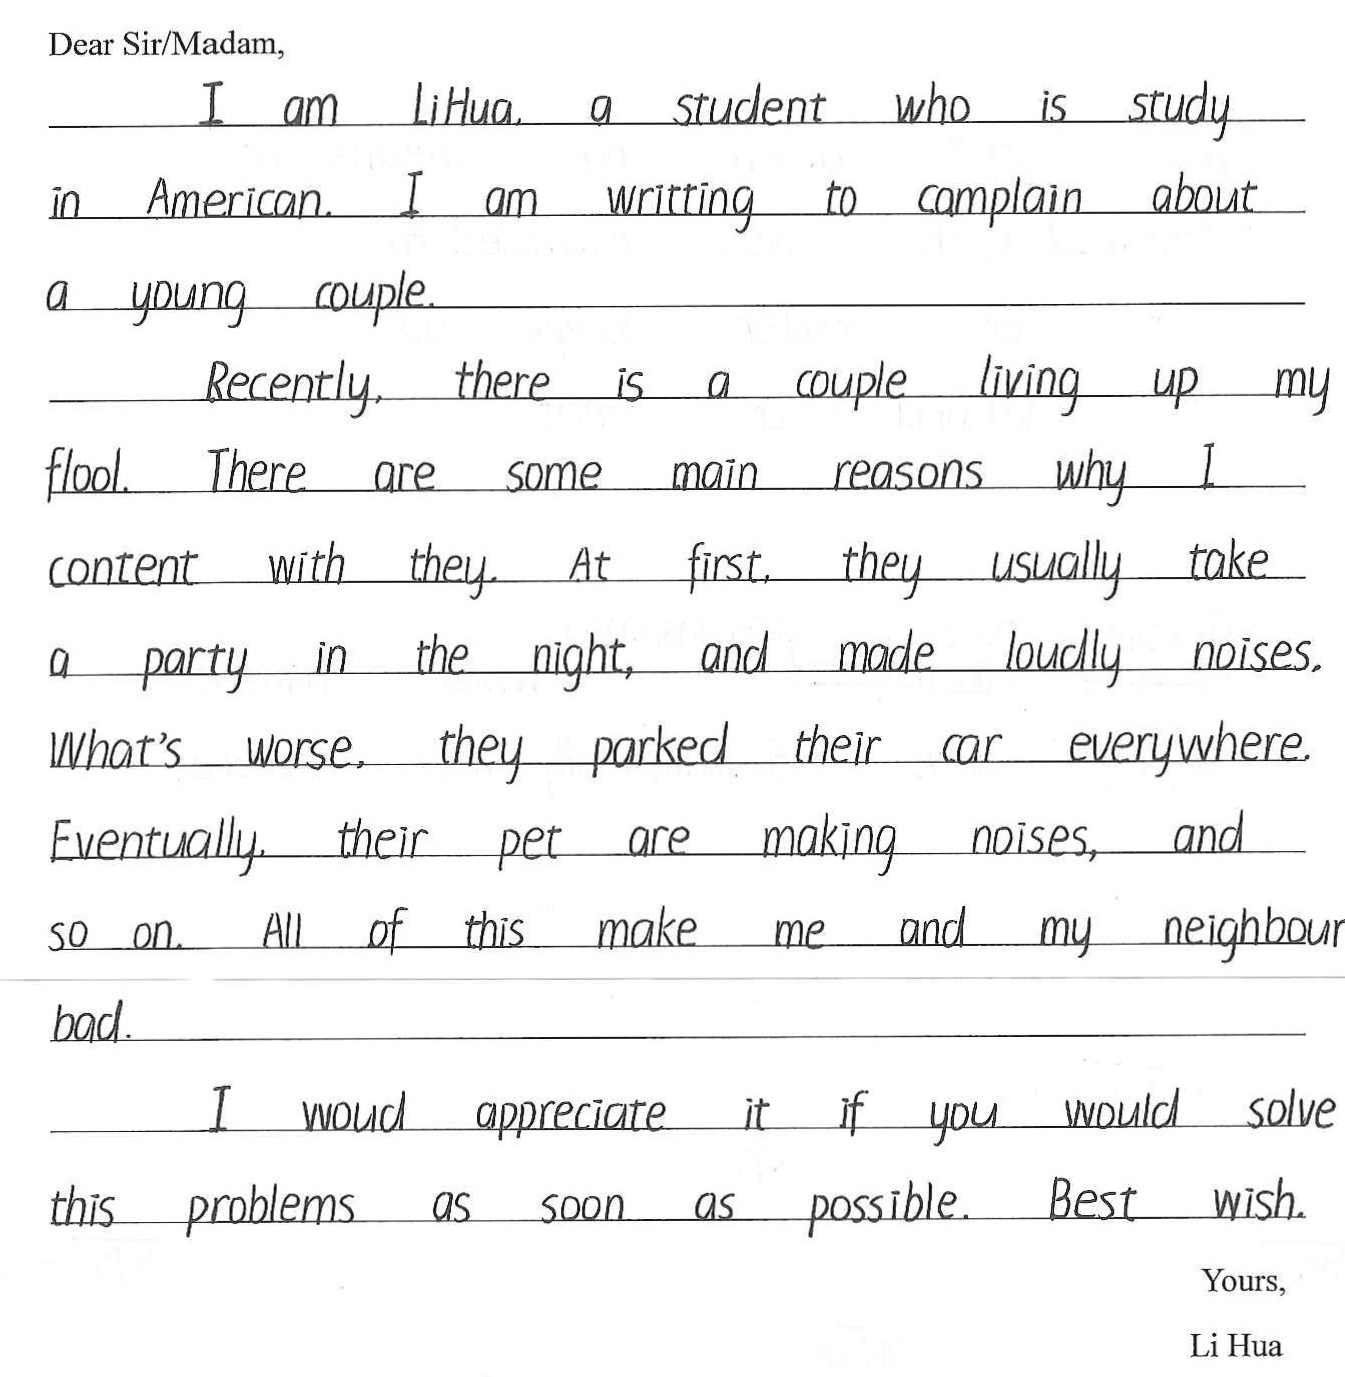 Dear Sir/Madam,
I am LiHua, a student who is study
in American. I am writting to complain about
a young couple.
Recently, there is a couple living up my
flool. There are some main reasons why I
content with they. At first, they usually take
a party in the night, and made loudly noises.
What's worse, they parked their car everywhere.
Eventually, their pet are making noises, and
so on. All of this make me and my neighbour
bad.
I woud appreciate it if you would solve
this problems as soon as possible. Best wish.
Yours,
Li Hua